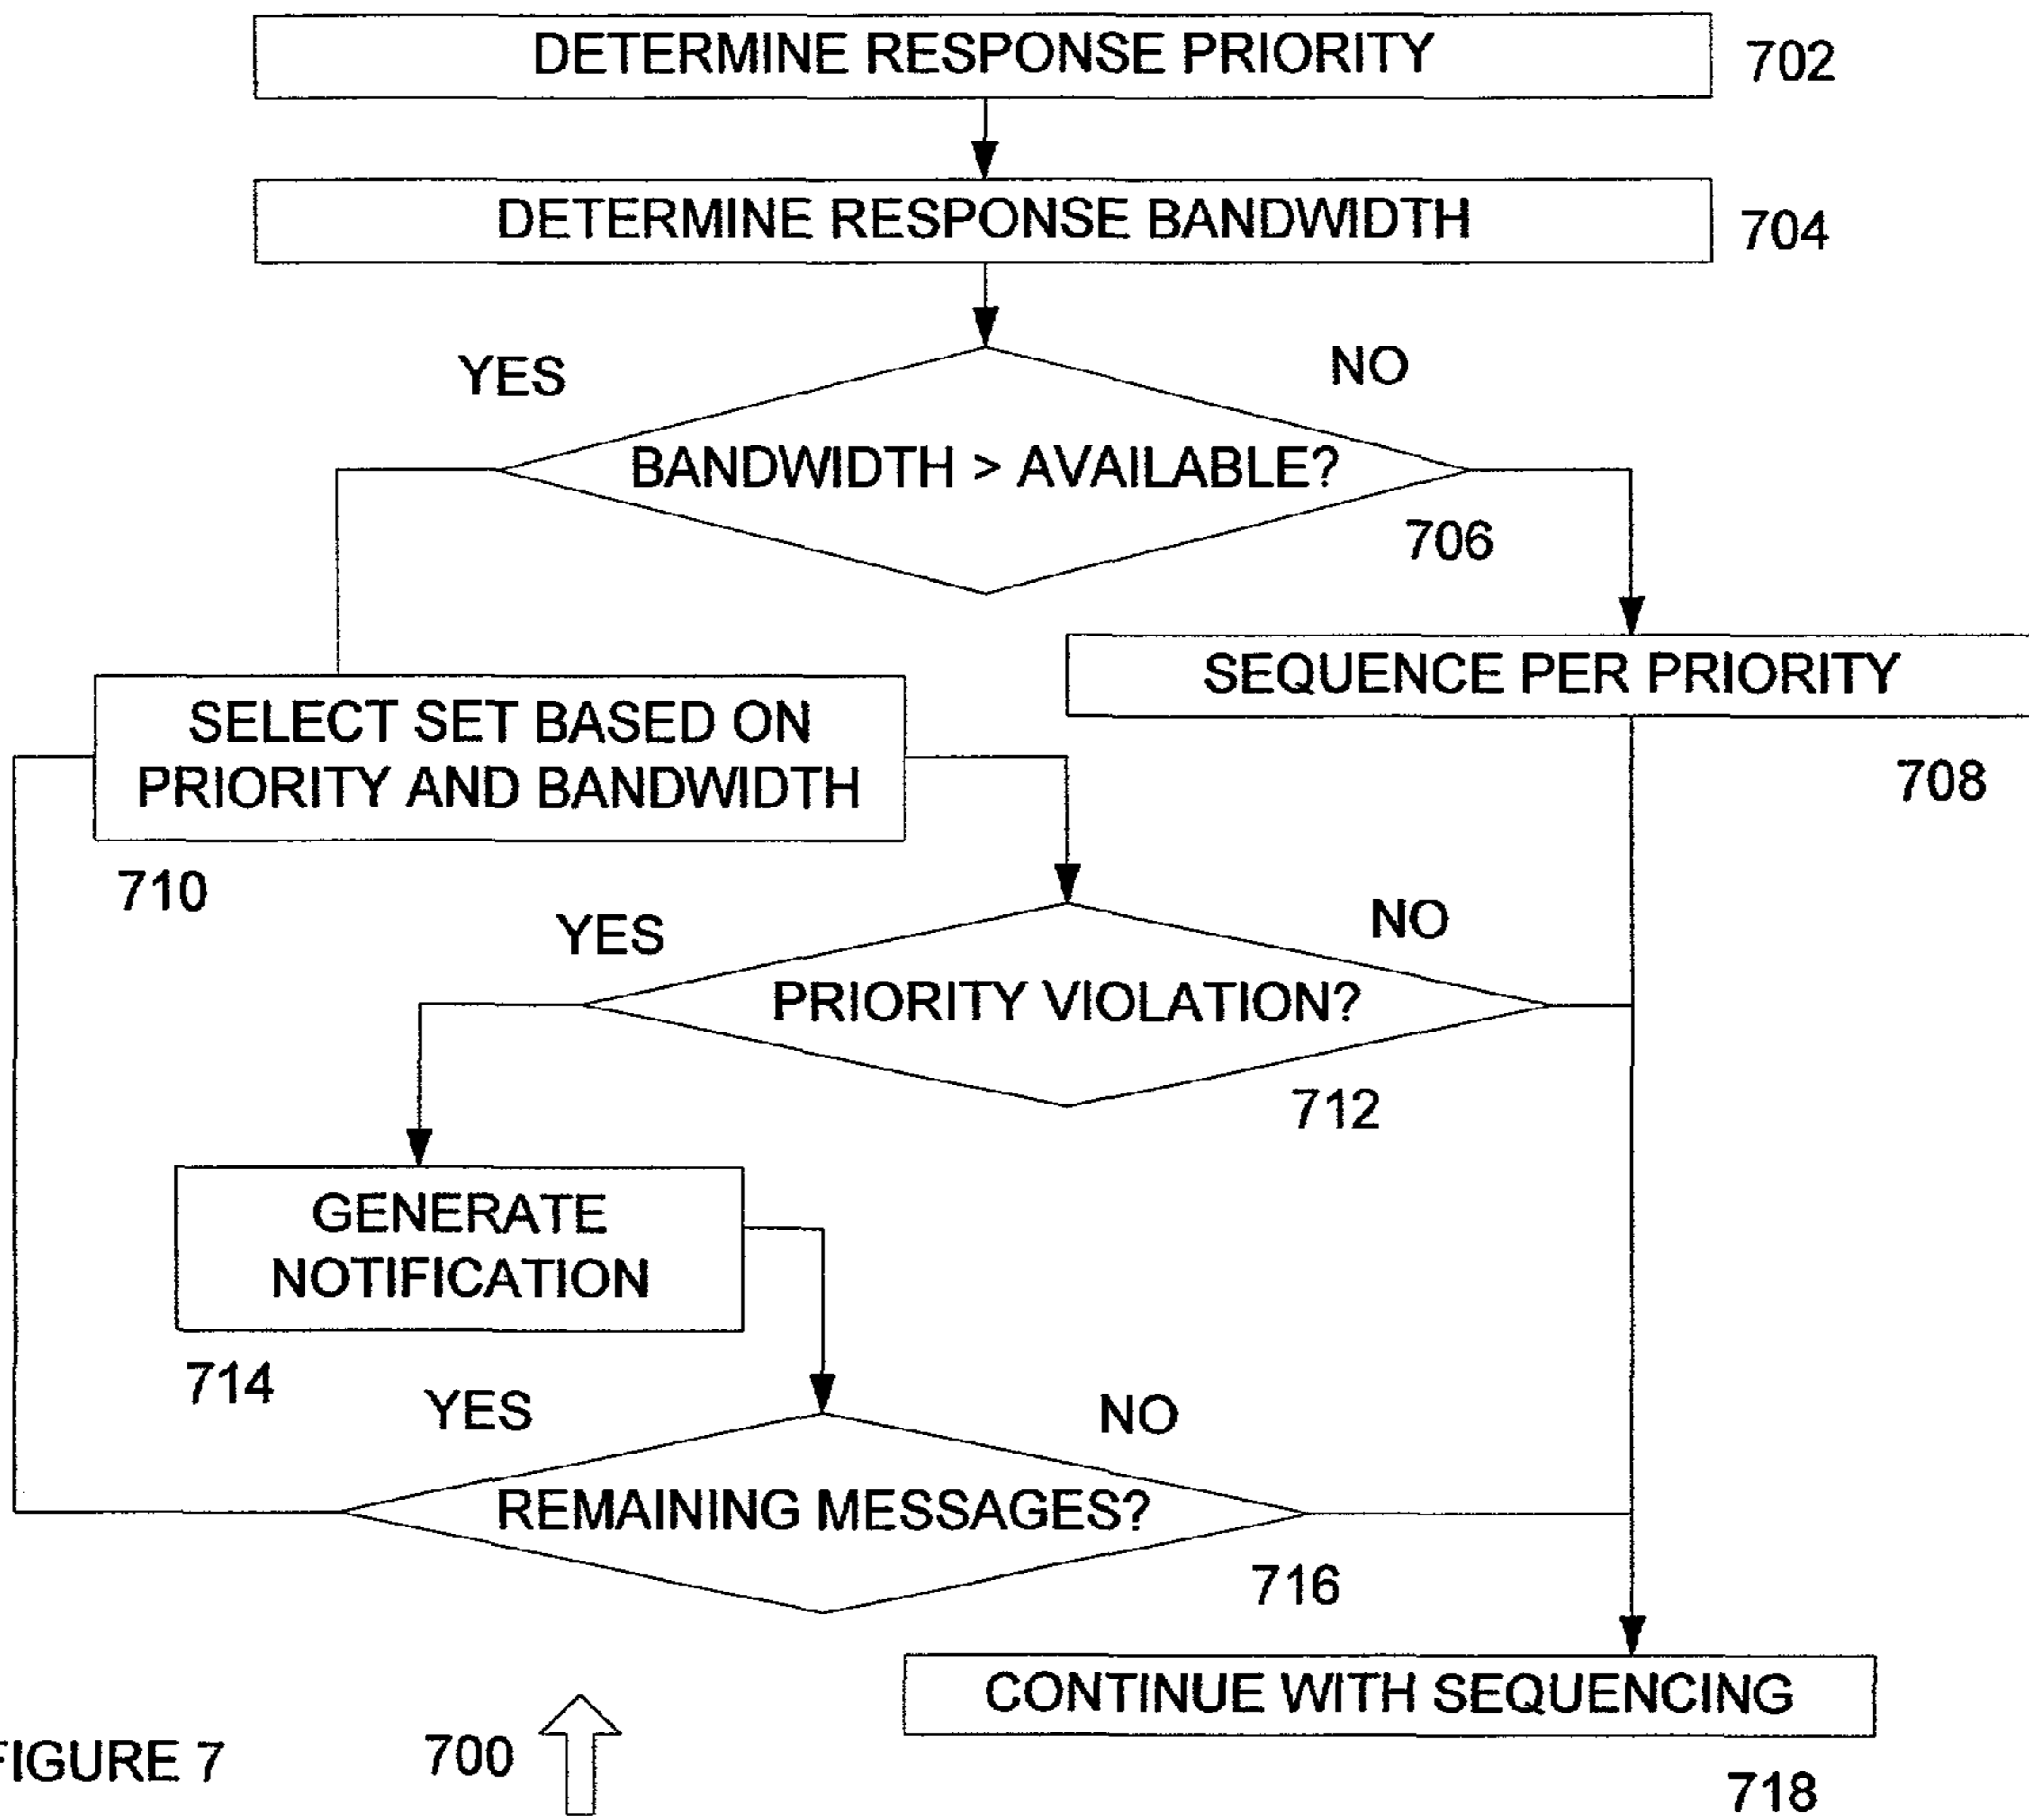 DETERMINE RESPONSE PRIORITY
702
DETERMINE RESPONSE BANDWIDTH
704
YES
NO
BANDWIDTH > AVAILABLE?
706
SEQUENCE PER PRIORITY
708
SELECT SET BASED ON
PRIORITY AND BANDWIDTH
710
YES
NO
PRIORITY VIOLATION?
712
GENERATE
NOTIFICATION
714
YES
NO
REMAINING MESSAGES?
716
CONTINUE WITH SEQUENCING
718
FIGURE 7
700